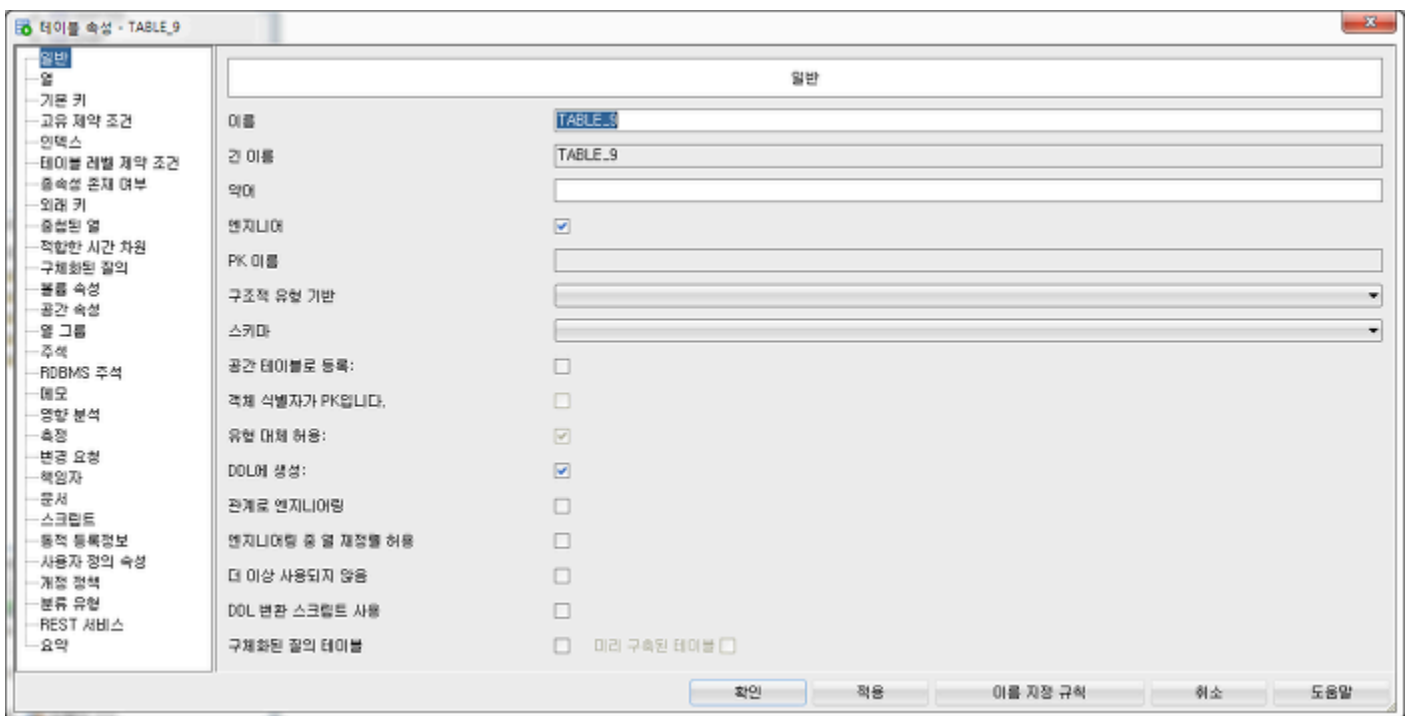 테이블 속성 - TABLE_9
일반
열
기본 키
고유 제약 조건
인덱스
테이블 레벨 제약 조건
종속성 존재 여부
외래 키
중첩된 열
적합한 시간 차원
구체화된 질의
볼륨 속성
공간 속성
열 그룹
주석
RDBMS 주석
메모
영향 분석
측정
변경 요청
책임자
문서
스크립트
동적 등록정보
사용자 정의 속성
개정 정책
분류 유형
REST 서비스
요약
일반
이름 TABLE_9
긴 이름 TABLE_9
약어
엔지니어
PK 이름
구조적 유형 기반
스키마
공간 테이블로 등록:
객체 식별자가 PK입니다.
유형 대체 허용:
DDL에 생성:
관계로 엔지니어링
엔지니어링 중 열 재정렬 허용
더 이상 사용되지 않음
DDL 변환 스크립트 사용
구체화된 질의 테이블 미리 구축된 테이블
확인 적용 이름 지정 규칙 취소 도움말